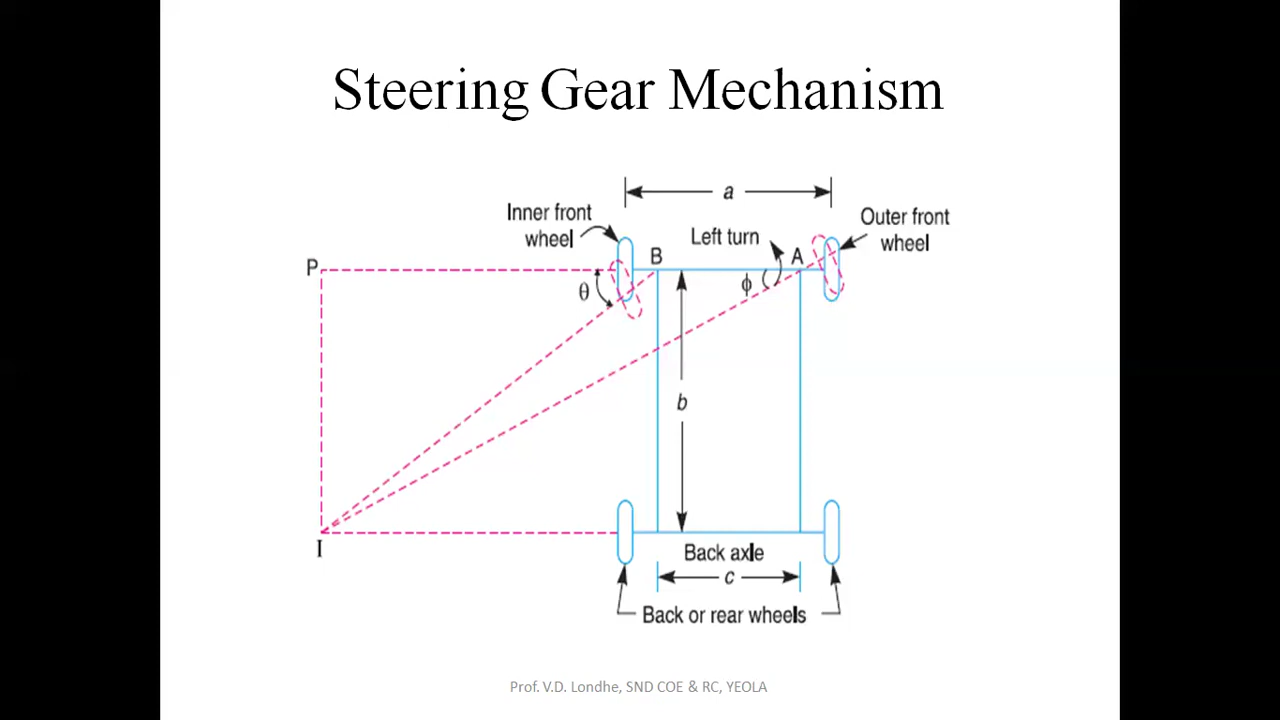 Steering Gear Mechanism
a
Inner front
wheel
Outer front
wheel
Left turn
B
A
P
θ
ϕ
b
I
Back axle
c
Back or rear wheels
Prof. V.D. Londhe, SND COE & RC, YEOLA